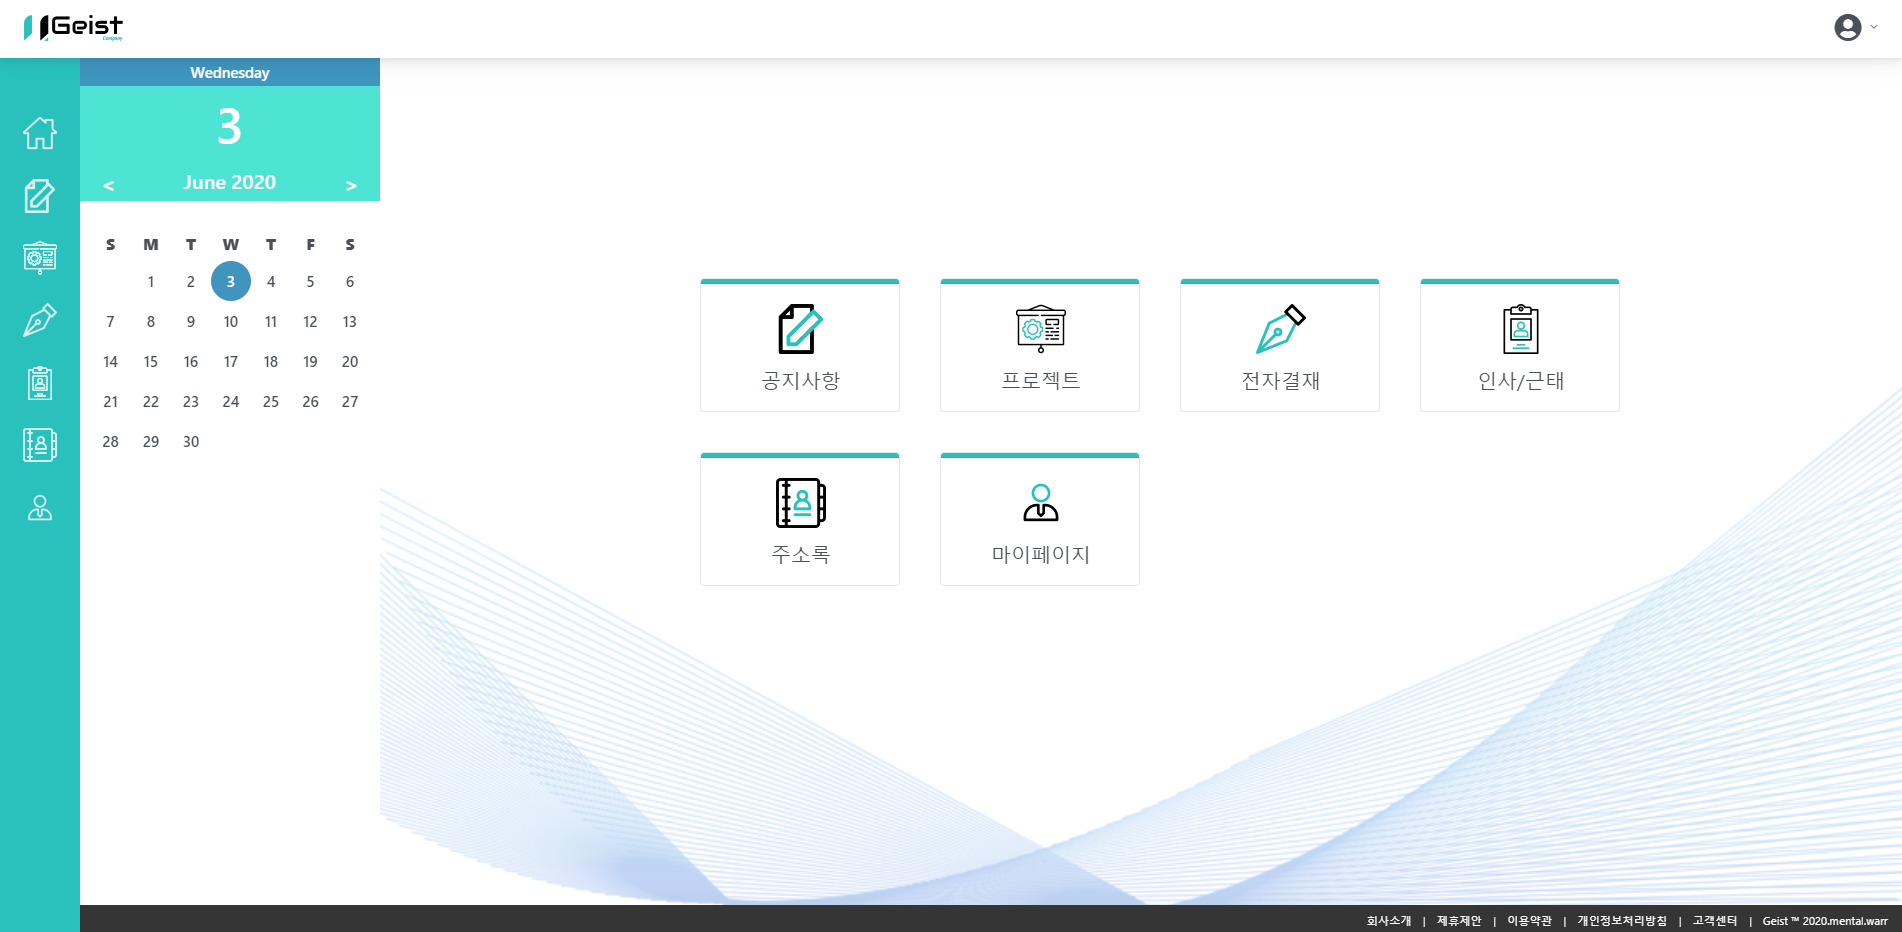 Geist
Company
Wednesday
3
< June 2020 >
S M T W T F S
1 2 3 4 5 6
7 8 9 10 11 12 13
14 15 16 17 18 19 20
21 22 23 24 25 26 27
28 29 30
공지사항 프로젝트 전자결재 인사/근태
주소록 마이페이지
회사소개 | 제휴제안 | 이용약관 | 개인정보처리방침 | 고객센터 | Geist ™ 2020.mental.warr